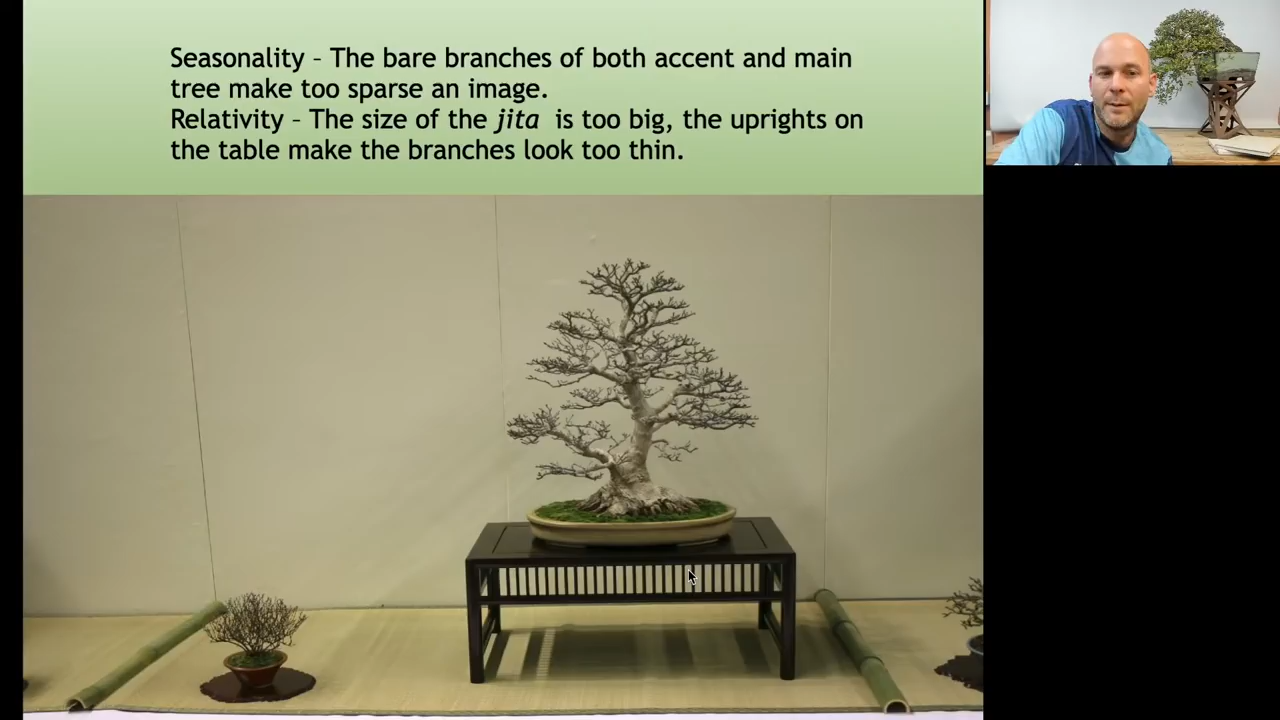 Seasonality – The bare branches of both accent and main
tree make too sparse an image.
Relativity – The size of the jita is too big, the uprights on
the table make the branches look too thin.